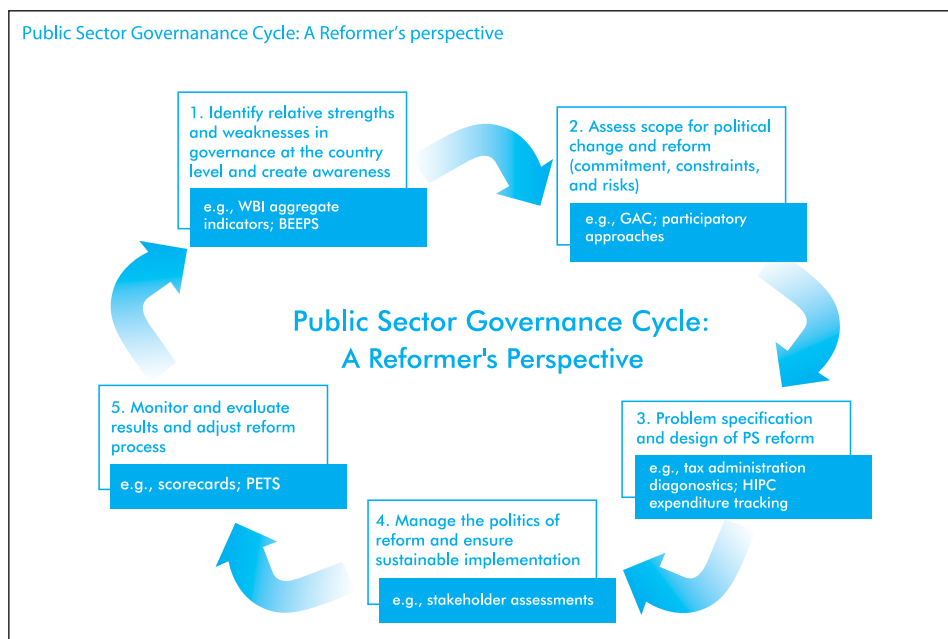 Public Sector Governanance Cycle: A Reformer's perspective
1. Identify relative strengths
and weaknesses in
governance at the country
level and create awareness
e.g., WBI aggregate
indicators; BEEPS
2. Assess scope for political
change and reform
(commitment, constraints,
and risks)
e.g., GAC; participatory
approaches
Public Sector Governance Cycle:
A Reformer's Perspective
3. Problem specification
and design of PS reform
e.g., tax administration
diagonostics; HIPC
expenditure tracking
4. Manage the politics of
reform and ensure
sustainable implementation
e.g., stakeholder assessments
5. Monitor and evaluate
results and adjust reform
process
e.g., scorecards; PETS